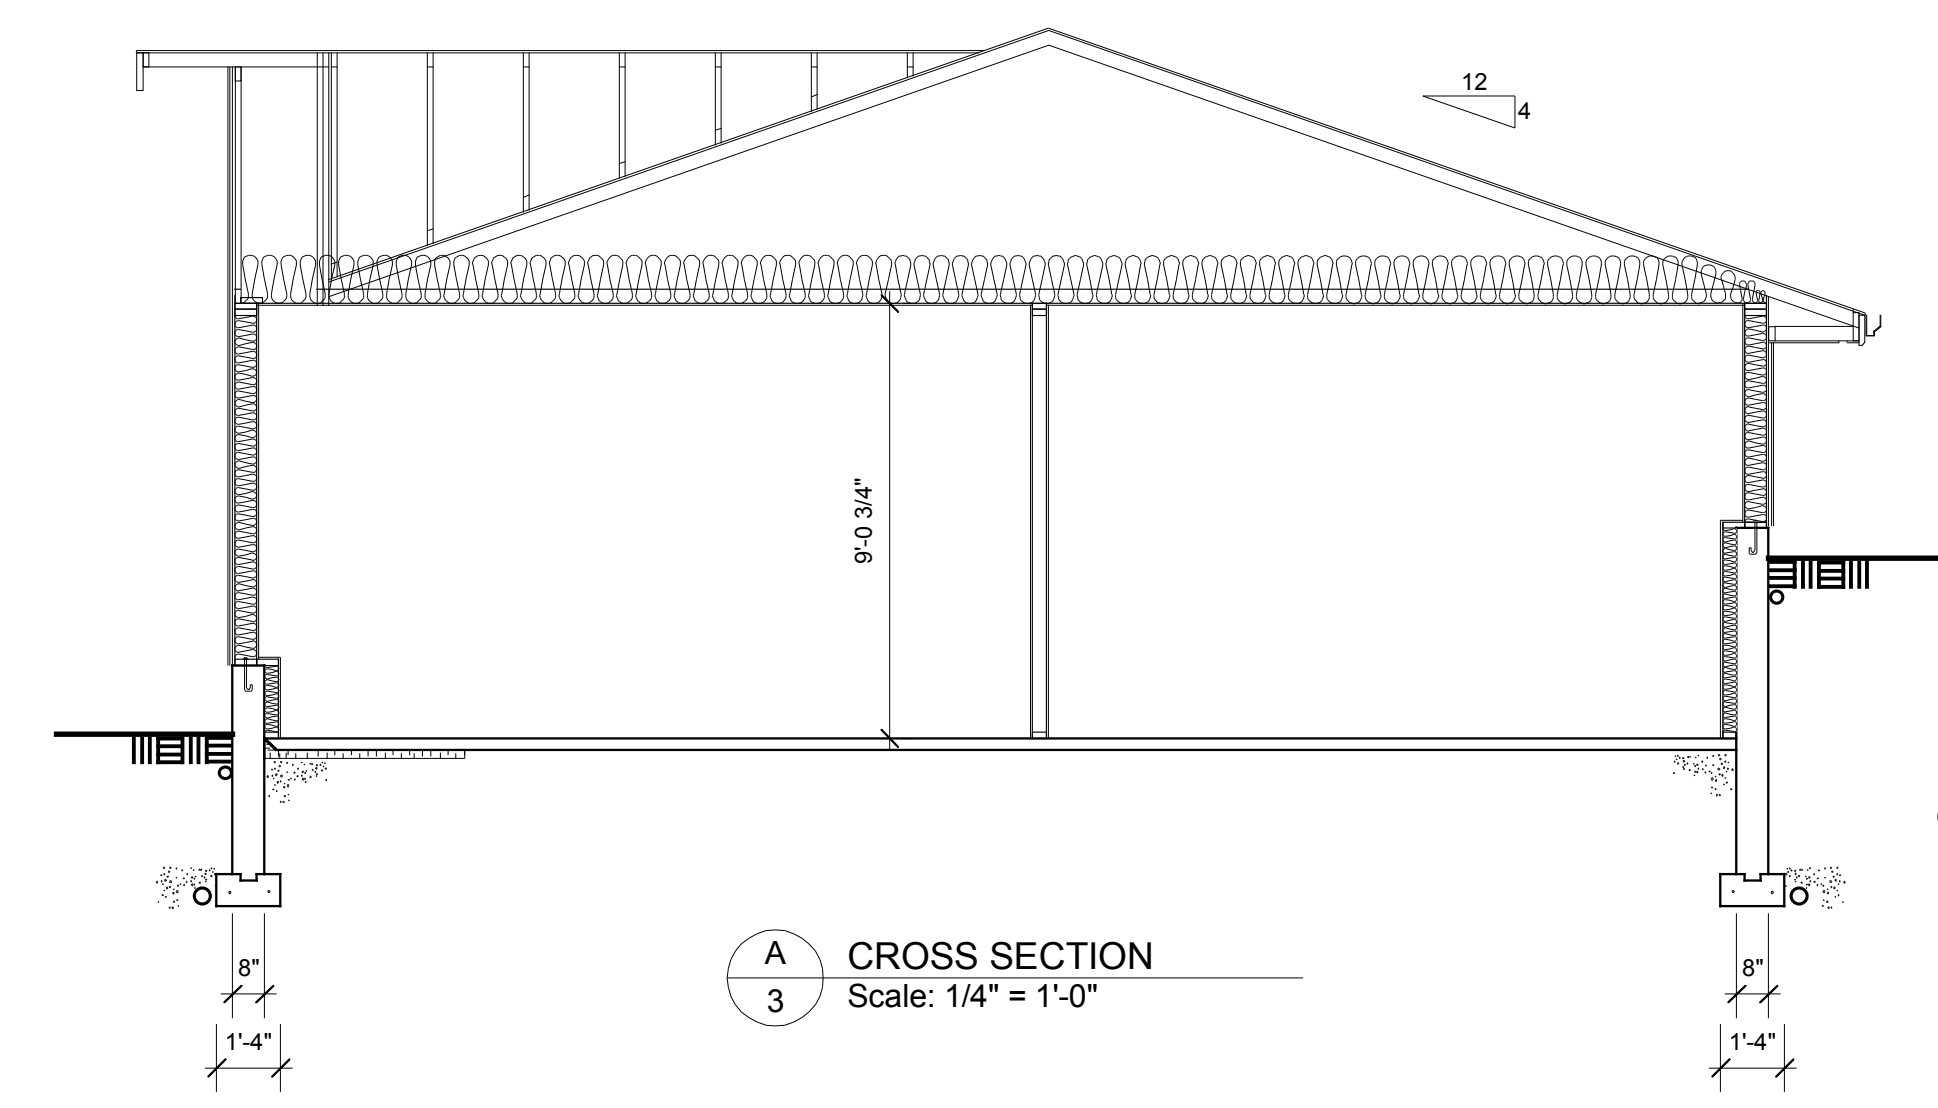 12
4
9'-0 3/4"
A
CROSS SECTION
3
Scale: 1/4" = 1'-0"
8"
1'-4"
8"
1'-4"